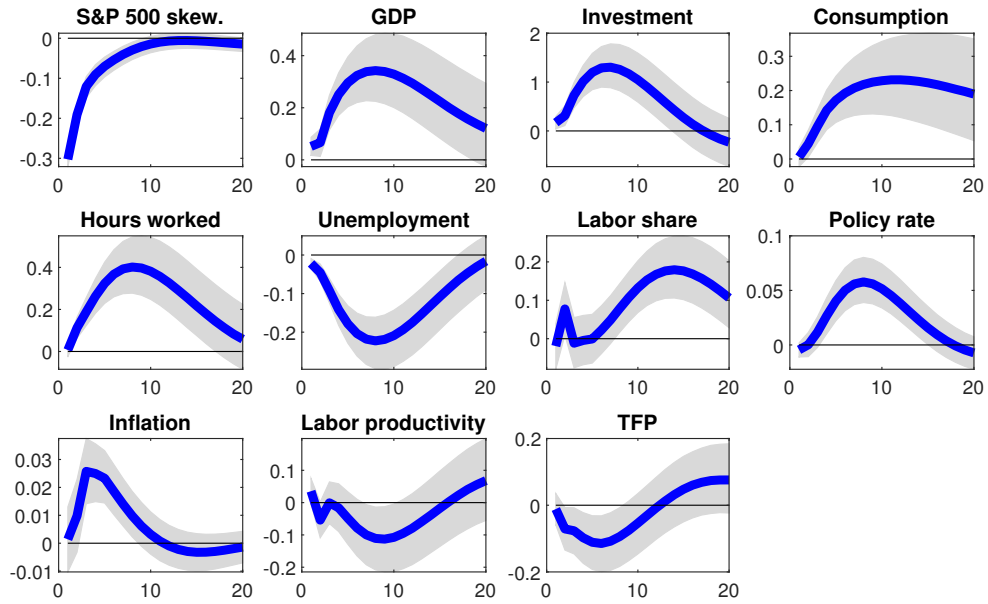 S&P 500 skew. GDP Investment Consumption
0 0.4 2 0.3
-0.1 0.2 1 0.2
-0.2 0 0 0.1
-0.3 0
0 10 20 0 10 20 0 10 20 0 10 20
Hours worked Unemployment Labor share Policy rate
0.4 0 0.2 0.1
0.2 -0.1 0.1 0.05
0 -0.2 0 0
0 10 20 0 10 20 0 10 20 0 10 20
Inflation Labor productivity TFP
0.03 0.1 0.2
0.02 0 0
0.01 -0.1 -0.2
0 -0.2
-0.01
0 10 20 0 10 20 0 10 20